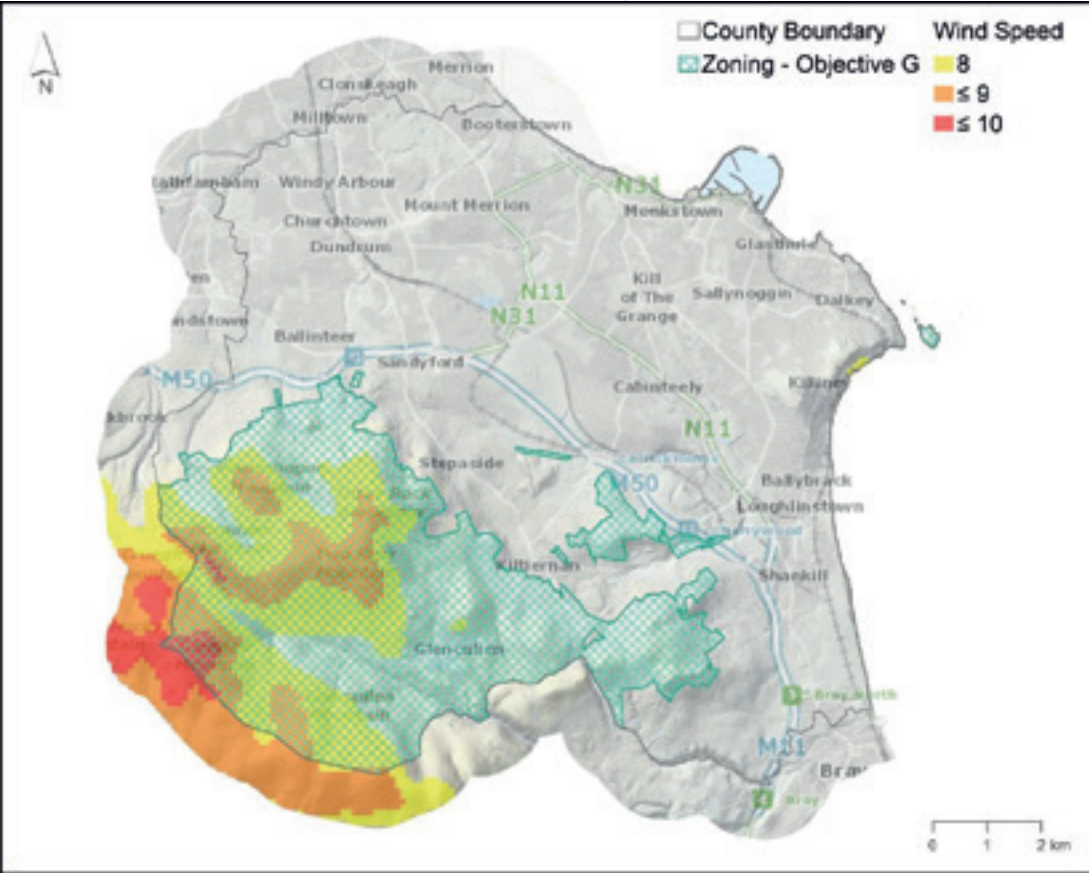 County Boundary
Zoning - Objective G
Wind Speed
8
≤ 9
≤ 10
N
Merrion
Clonskeagh
Milltown
Booterstown
Windy Arbour
N31
Mount Merrion
Monkstown
Churchtown
Dundrum
Glasthule
Kill
of The
Grange
Sallynoggin
Dalkey
N11
N31
Ballinteer
Sandyford
M50
Cabinteely
Killiney
N11
Stepaside
M50
Ballybrack
Loughlinstown
Kilternan
Shankill
Glencullen
Bray North
M11
Bray
Bray
0 1 2 km